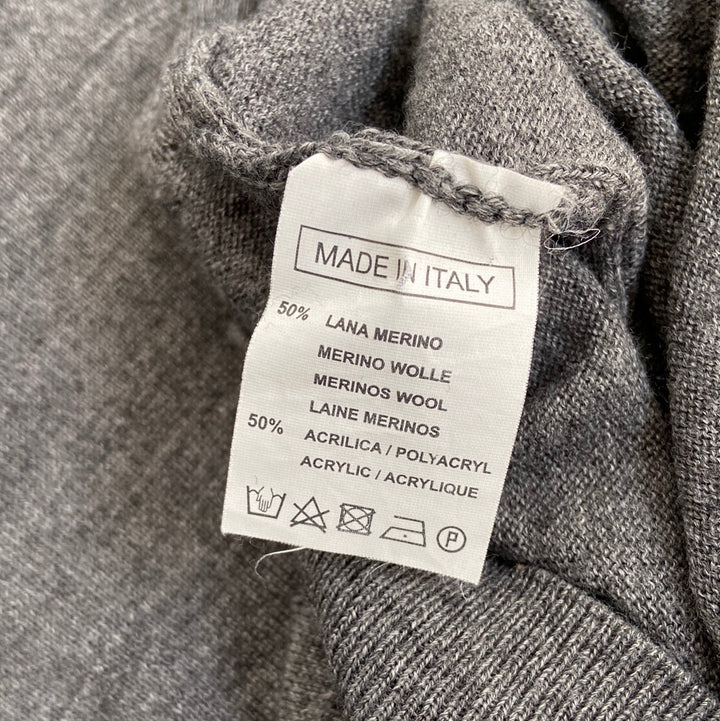 MADE IN ITALY
50% LANA MERINO
MERINO WOLLE
MERINOS WOOL
LAINE MERINOS
50% ACRILICA / POLYACRYL
ACRYLIC / ACRYLIQUE
P